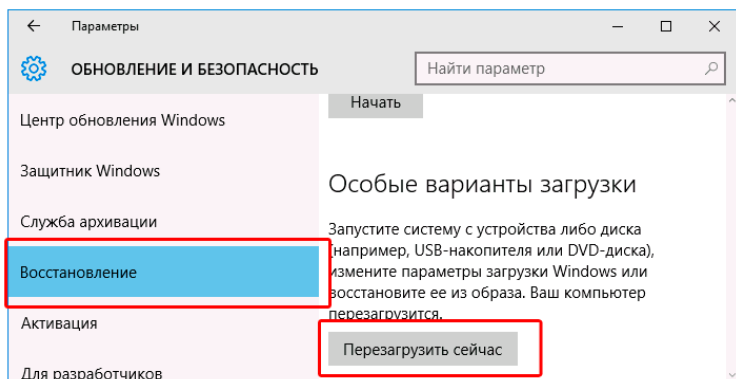 Параметры
ОБНОВЛЕНИЕ И БЕЗОПАСНОСТЬ
Найти параметр
Центр обновления Windows
Защитник Windows
Служба архивации
Восстановление
Активация
Для разработчиков
Начать
Особые варианты загрузки
Запустите систему с устройства либо диска
(например, USB-накопителя или DVD-диска),
измените параметры загрузки Windows или
восстановите ее из образа. Ваш компьютер
перезагрузится.
Перезагрузить сейчас